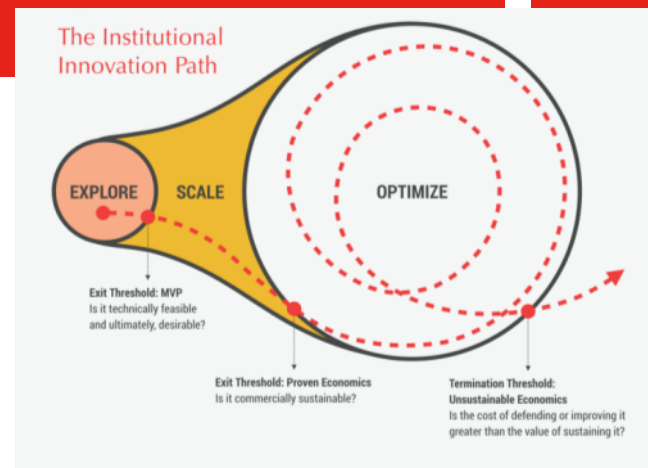 The Institutional
Innovation Path
EXPLORE
SCALE
OPTIMIZE
Exit Threshold: MVP
Is it technically feasible
and ultimately, desirable?
Exit Threshold: Proven Economics
Is it commercially sustainable?
Termination Threshold:
Unsustainable Economics
Is the cost of defending or improving it
greater than the value of sustaining it?